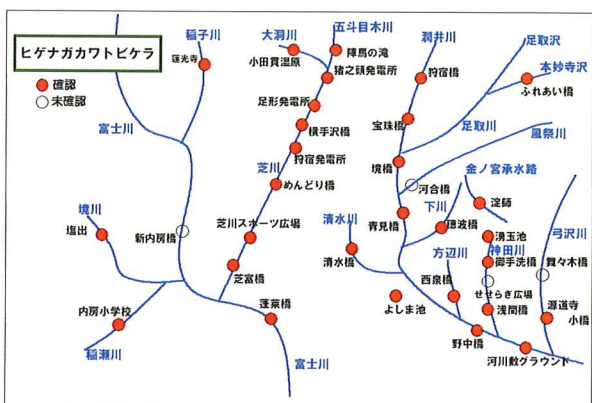 ヒゲナガカワトビケラ
確認
未確認
稲子川
蓮光寺
大洞川
小田貫湿原
五斗目木川
陣馬の滝
猪之頭発電所
足形発電所
横手沢橋
狩宿発電所
芝川
めんどり橋
芝川スポーツ広場
芝富橋
蓬莱橋
富士川
富士川
境川
塩出
新内房橋
内房小学校
稲瀬川
潤井川
狩宿橋
宝珠橋
境橋
河合橋
青見橋
足取沢
本妙寺沢
ふれあい橋
足取川
風祭川
金ノ宮承水路
淀師
下川
穂波橋
清水川
清水橋
よしま池
方辺川
西泉橋
湧玉池
神田川
御手洗橋
せせらぎ広場
浅間橋
弓沢川
舞々木橋
源道寺
小橋
野中橋
河川敷グラウンド